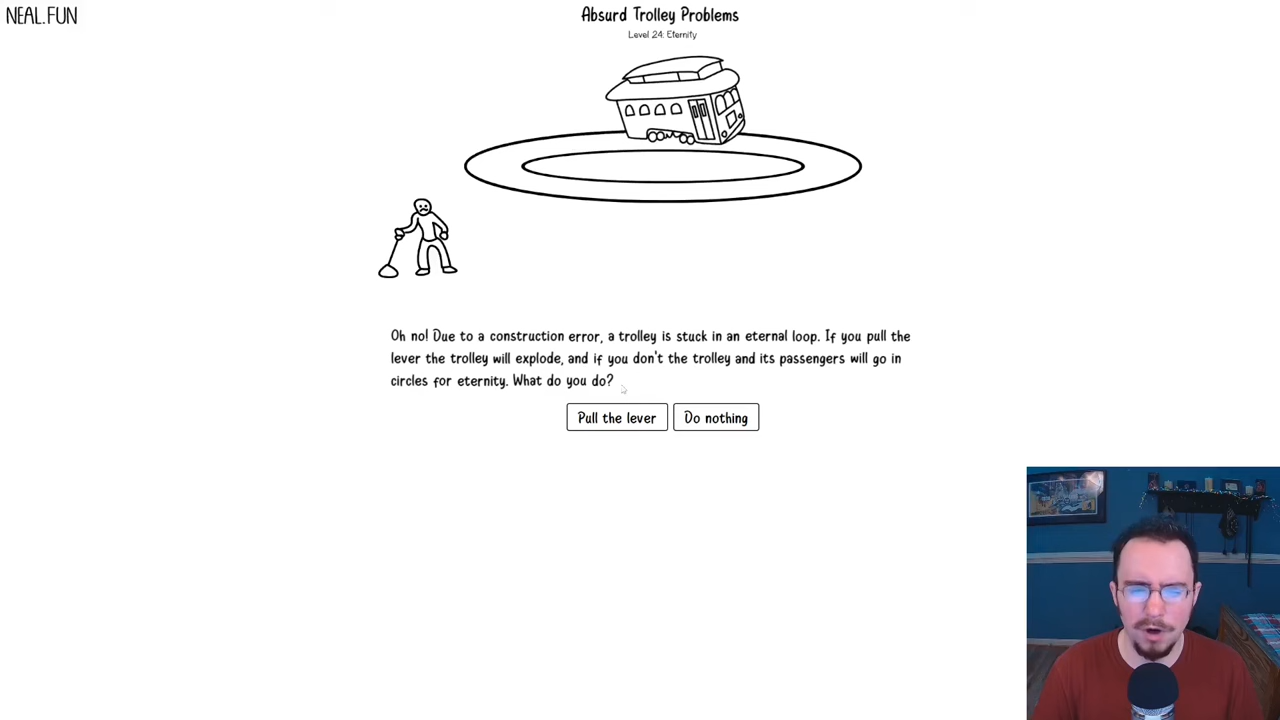 NEAL.FUN
Absurd Trolley Problems
Level 24: Eternity
Oh no! Due to a construction error, a trolley is stuck in an eternal loop. If you pull the
lever the trolley will explode, and if you don't the trolley and its passengers will go in
circles for eternity. What do you do?
Pull the lever
Do nothing